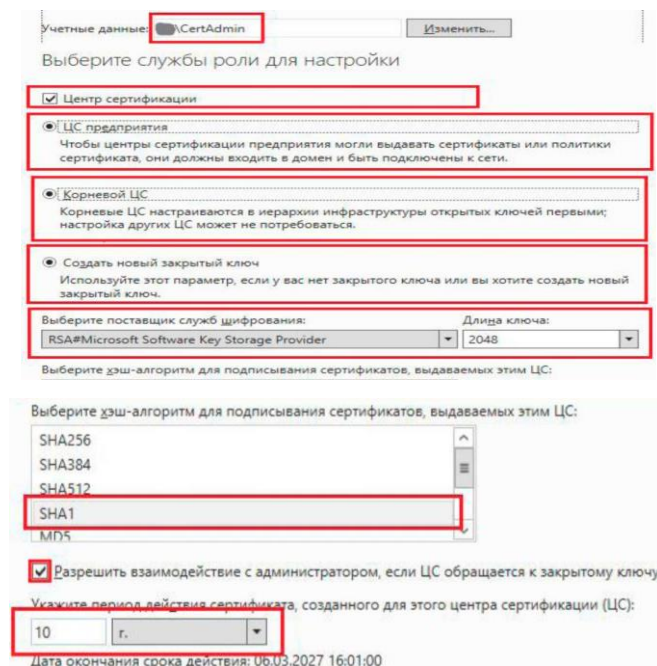 Учетные данные: \CertAdmin Изменить...
Выберите службы роли для настройки
Центр сертификации
ЦС предприятия
Чтобы центры сертификации предприятия могли выдавать сертификаты или политики
сертификата, они должны входить в домен и быть подключены к сети.
Корневой ЦС
Корневые ЦС настраиваются в иерархии инфраструктуры открытых ключей первыми;
настройка других ЦС может не потребоваться.
Создать новый закрытый ключ
Используйте этот параметр, если у вас нет закрытого ключа или вы хотите создать новый
закрытый ключ.
Выберите поставщик служб шифрования: Длина ключа:
RSA#Microsoft Software Key Storage Provider 2048
Выберите хэш-алгоритм для подписывания сертификатов, выдаваемых этим ЦС:
Выберите хэш-алгоритм для подписывания сертификатов, выдаваемых этим ЦС:
SHA256
SHA384
SHA512
SHA1
MD5
Разрешить взаимодействие с администратором, если ЦС обращается к закрытому ключу
Укажите период действия сертификата, созданного для этого центра сертификации (ЦС):
10 г.
Дата окончания срока действия: 06.03.2027 16:01:00